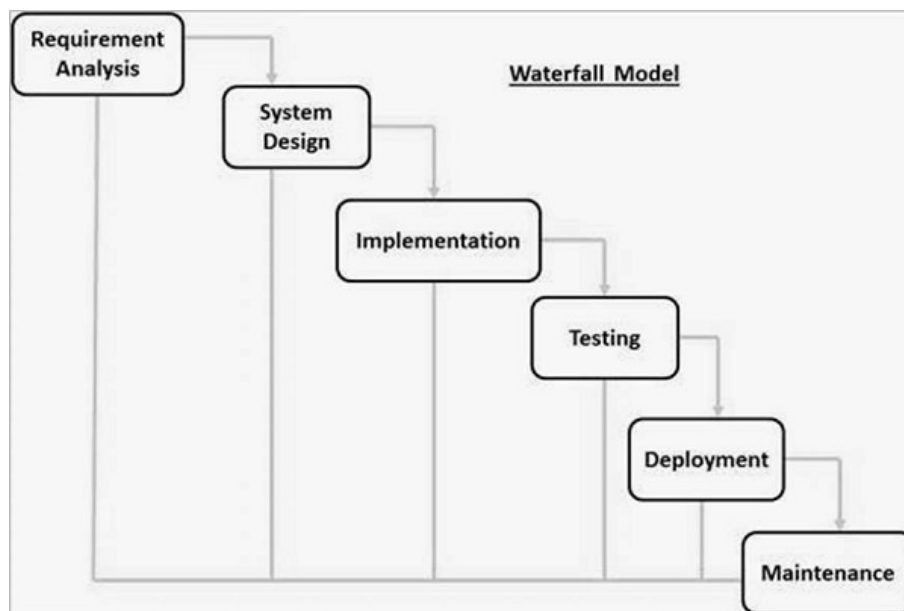 Requirement
Analysis
Waterfall Model
System
Design
Implementation
Testing
Deployment
Maintenance